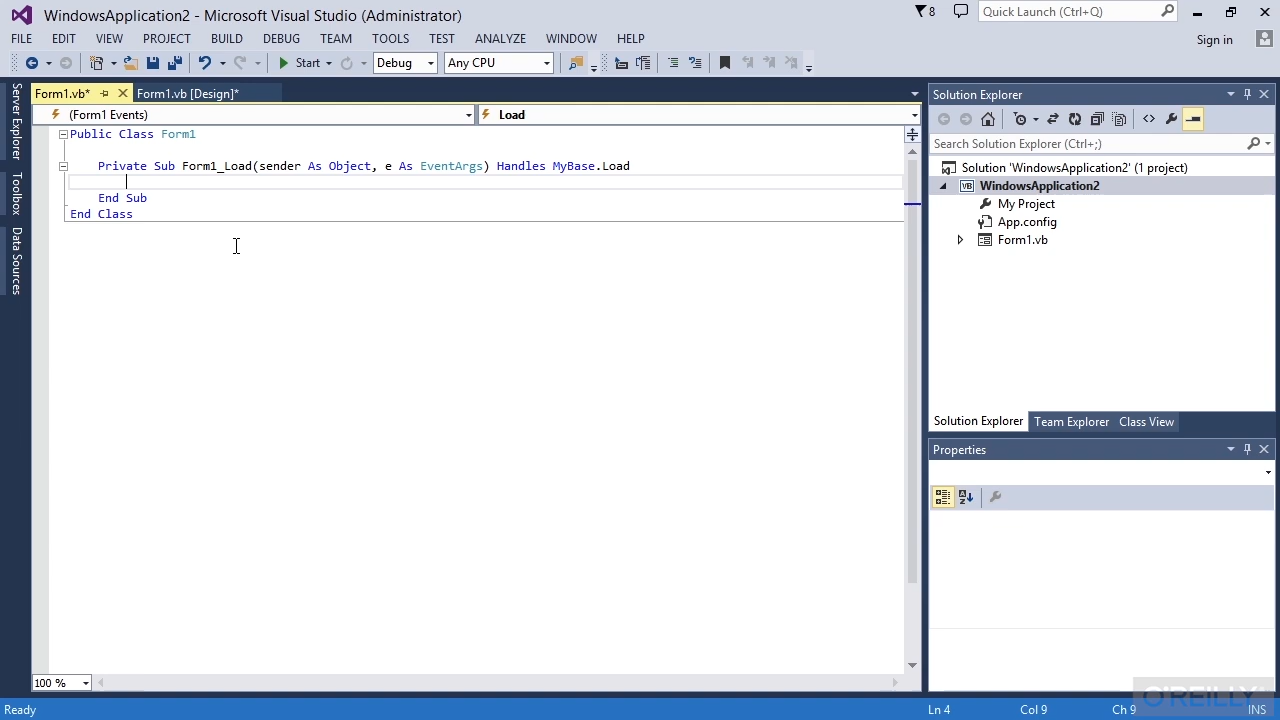 WindowsApplication2 - Microsoft Visual Studio (Administrator)
8
Quick Launch (Ctrl+Q)
FILE EDIT VIEW PROJECT BUILD DEBUG TEAM TOOLS TEST ANALYZE WINDOW HELP
Sign in
Start Debug Any CPU
Server Explorer
Toolbox
Data Sources
Form1.vb* Form1.vb [Design]*
(Form1 Events) Load
Public Class Form1
Private Sub Form1_Load(sender As Object, e As EventArgs) Handles MyBase.Load
End Sub
End Class
100 %
Solution Explorer
Search Solution Explorer (Ctrl+;)
Solution 'WindowsApplication2' (1 project)
VB WindowsApplication2
My Project
App.config
Form1.vb
Solution Explorer Team Explorer Class View
Properties
O'REILLY
Ready Ln 4 Col 9 Ch 9 INS